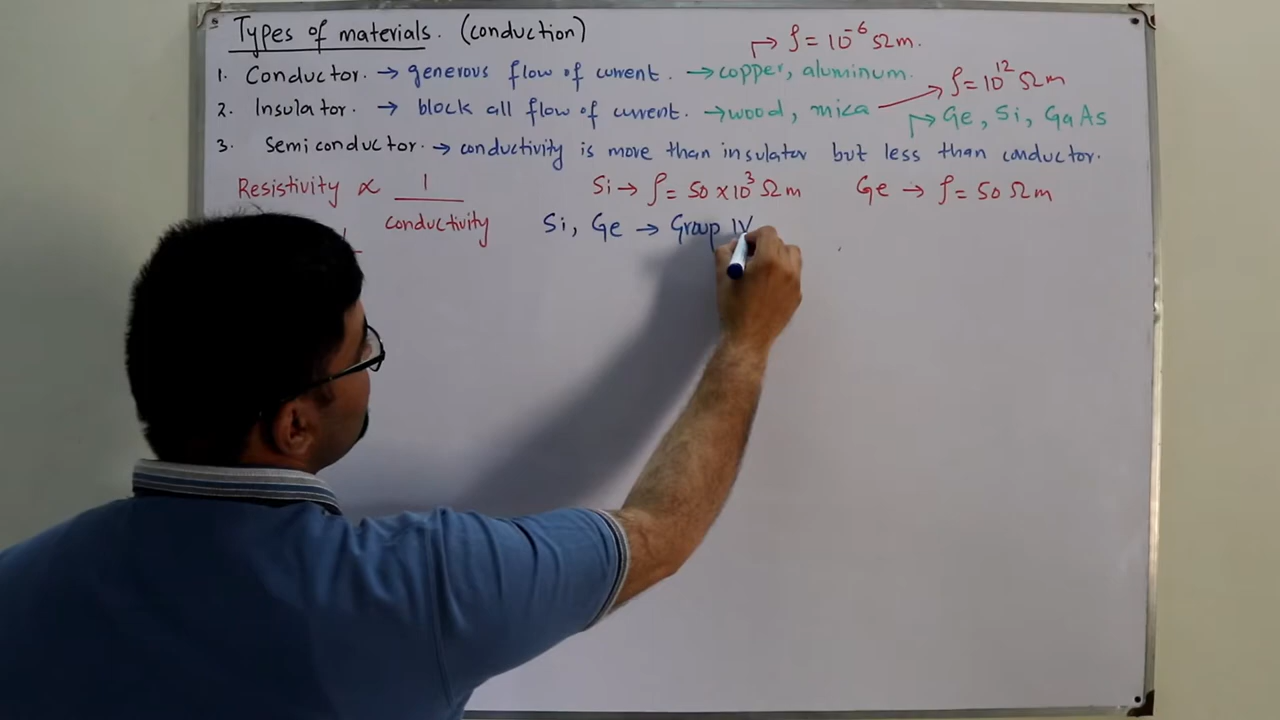 Types of materials. (conduction)
ρ = 10⁻⁶ Ωm.
1. Conductor. → generous flow of current. → copper, aluminum.
ρ = 10¹² Ωm
2. Insulator. → block all flow of current. → wood, mica
Ge, Si, GaAs
3. Semiconductor. → conductivity is more than insulator but less than conductor.
Resistivity ∝ 1 / conductivity
Si → ρ = 50 × 10³ Ωm
Ge → ρ = 50 Ωm
Si, Ge → Group IV